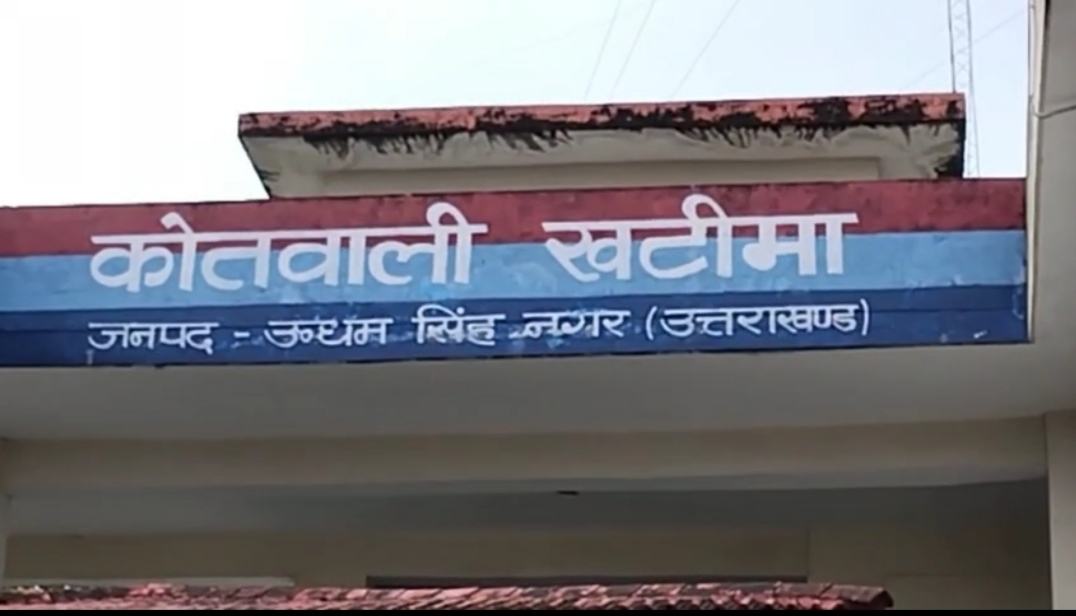 कोतवाली खटीमा
जनपद - ऊधम सिंह नगर (उत्तराखण्ड)